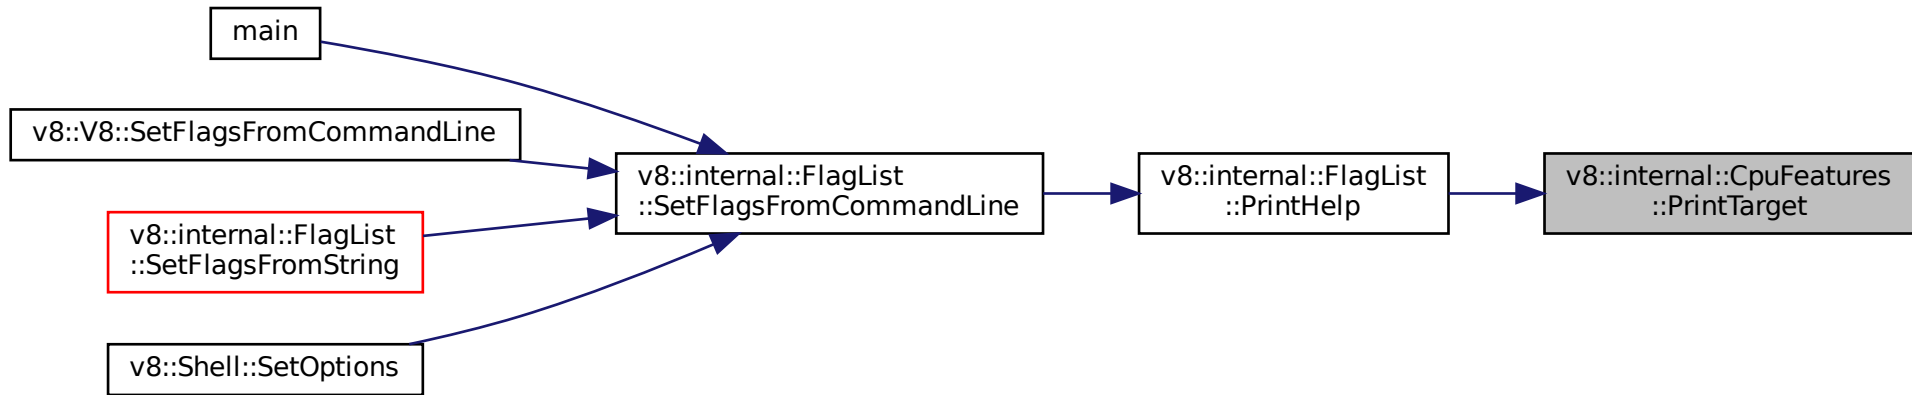 main
v8::V8::SetFlagsFromCommandLine
v8::internal::FlagList
::SetFlagsFromString
v8::Shell::SetOptions
v8::internal::FlagList
::SetFlagsFromCommandLine
v8::internal::FlagList
::PrintHelp
v8::internal::CpuFeatures
::PrintTarget